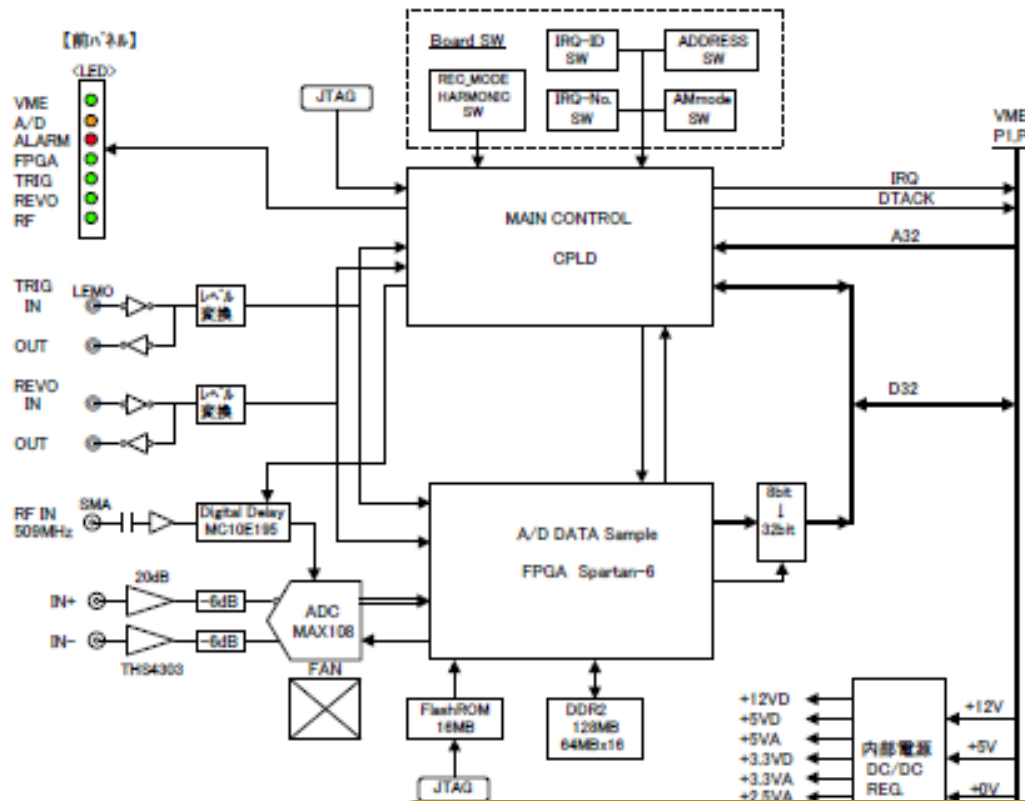 【前パネル】
<LED>
VME
A/D
ALARM
FPGA
TRIG
REVO
RF
JTAG
Board SW
REC_MODE
HARMONIC
SW
IRQ-ID
SW
ADDRESS
SW
IRQ-No.
SW
AMmode
SW
VME
P1,P
MAIN CONTROL
CPLD
IRQ
DTACK
A32
D32
TRIG
IN
LEMO
レベル
変換
OUT
REVO
IN
レベル
変換
OUT
RF IN
509MHz
SMA
Digital Delay
MC10E195
A/D DATA Sample
FPGA Spartan-6
8bit
↓
32bit
20dB
IN+
-6dB
IN-
-6dB
THS4303
ADC
MAX108
FAN
FlashROM
16MB
JTAG
DDR2
128MB
64MBx16
+12VD
+5VD
+5VA
+3.3VD
+3.3VA
+2.5VA
内部電源
DC/DC
REG.
+12V
+5V
+0V